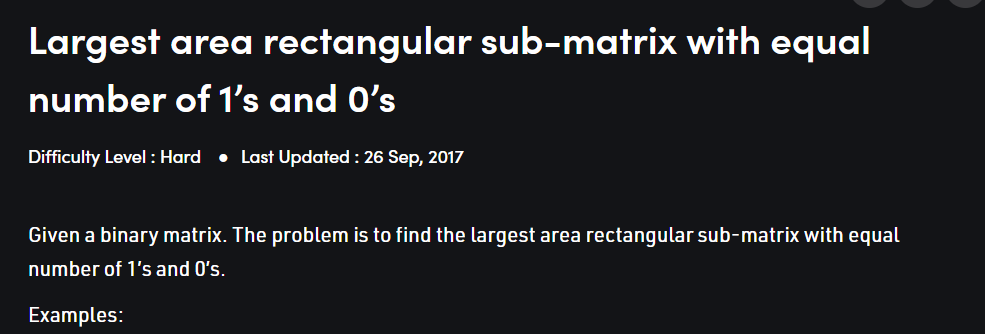 Largest area rectangular sub-matrix with equal
number of 1’s and 0’s
Difficulty Level : Hard ● Last Updated : 26 Sep, 2017
Given a binary matrix. The problem is to find the largest area rectangular sub-matrix with equal
number of 1’s and 0’s.
Examples: